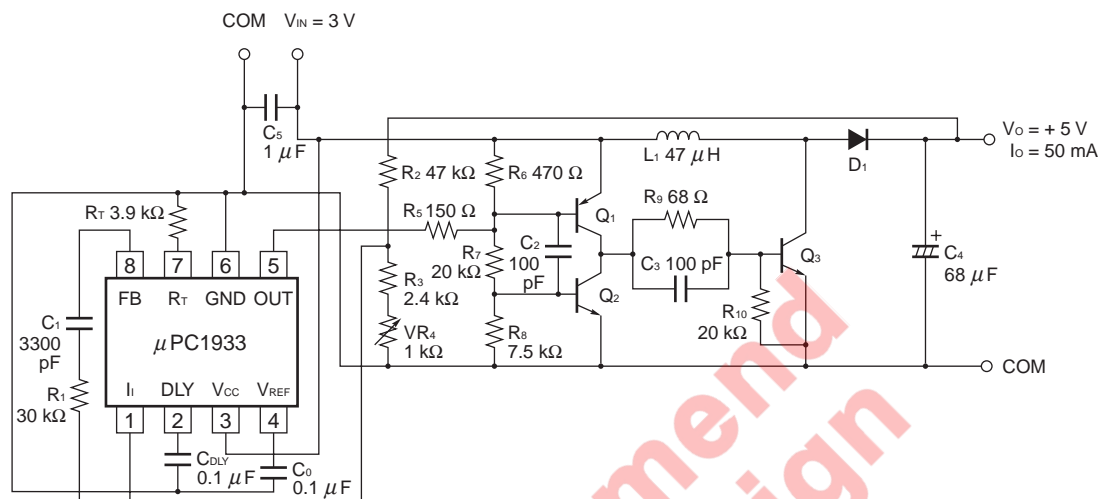 COM VIN = 3 V
C5
1 μF
R2 47 kΩ
R6 470 Ω
L1 47 μH
D1
VO = + 5 V
IO = 50 mA
RT 3.9 kΩ
R5 150 Ω
Q1
R9 68 Ω
C2
100
pF
R7
20 kΩ
C3 100 pF
Q3
+
C4
68 μF
8 7 6 5
FB RT GND OUT
R3
2.4 kΩ
Q2
R10
20 kΩ
C1
3300
pF
μPC1933
VR4
1 kΩ
R8
7.5 kΩ
COM
R1
30 kΩ
II DLY VCC VREF
1 2 3 4
CDLY
0.1 μF
C0
0.1 μF
mend
ign